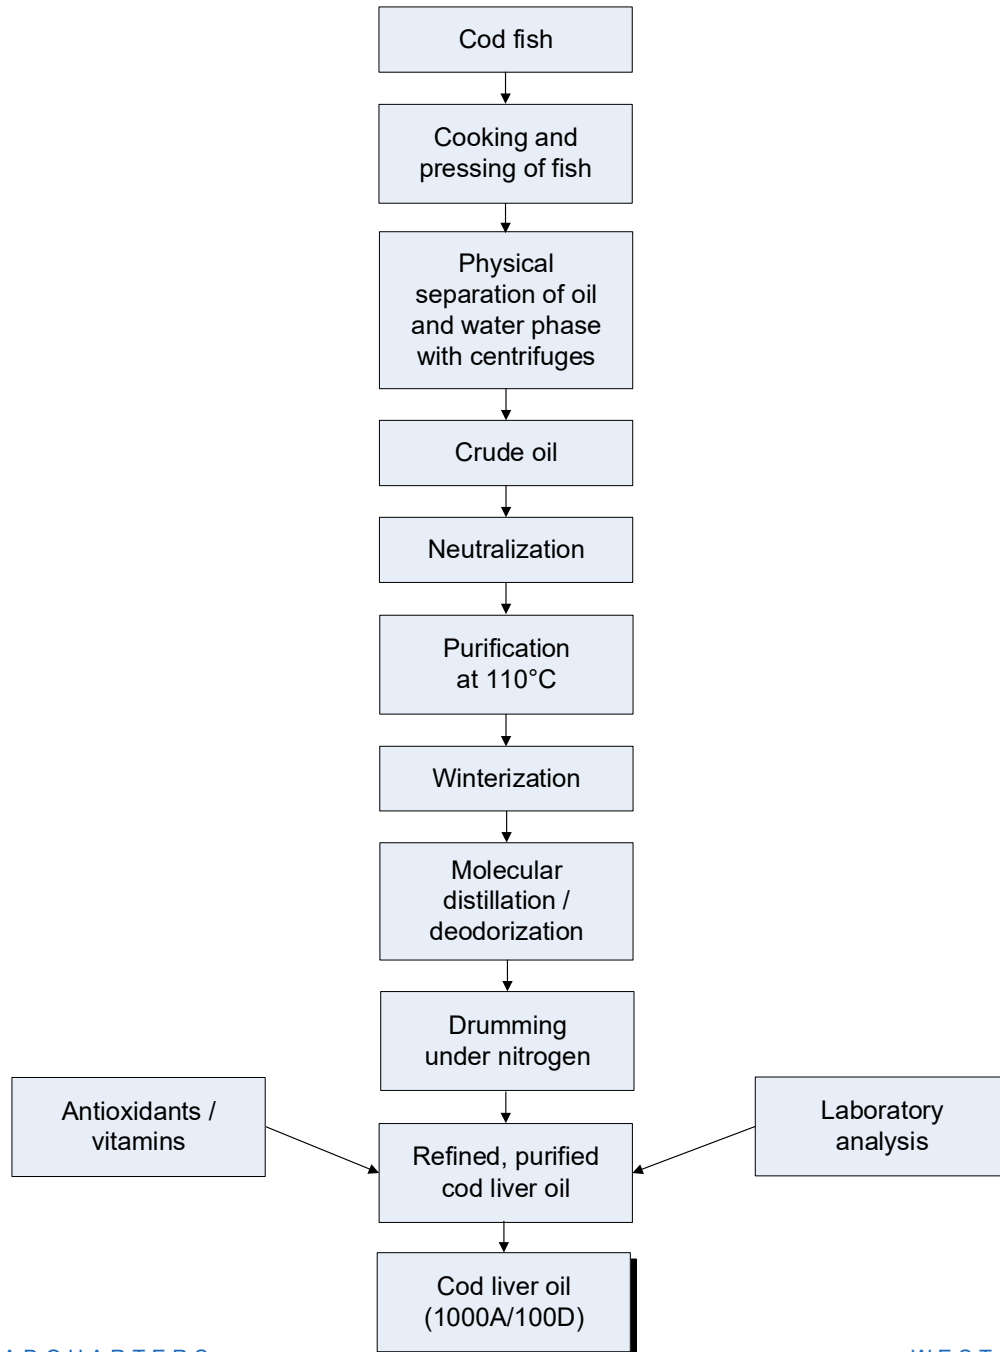 Cod fish
Cooking and
pressing of fish
Physical
separation of oil
and water phase
with centrifuges
Crude oil
Neutralization
Purification
at 110°C
Winterization
Molecular
distillation /
deodorization
Drumming
under nitrogen
Antioxidants /
vitamins
Laboratory
analysis
Refined, purified
cod liver oil
Cod liver oil
(1000A/100D)